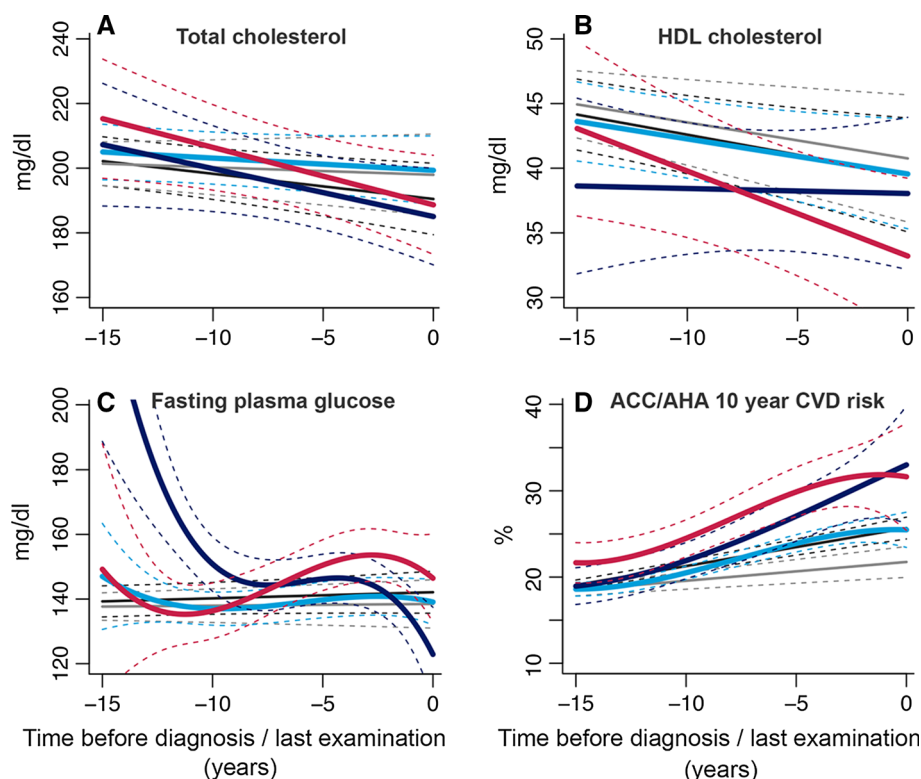 A Total cholesterol
240
220
200
180
160
mg/dl
−15 −10 −5 0
B HDL cholesterol
50
45
40
35
30
mg/dl
−15 −10 −5 0
C Fasting plasma glucose
200
180
160
140
120
mg/dl
−15 −10 −5 0
Time before diagnosis / last examination
(years)
D ACC/AHA 10 year CVD risk
40
30
20
10
%
−15 −10 −5 0
Time before diagnosis / last examination
(years)